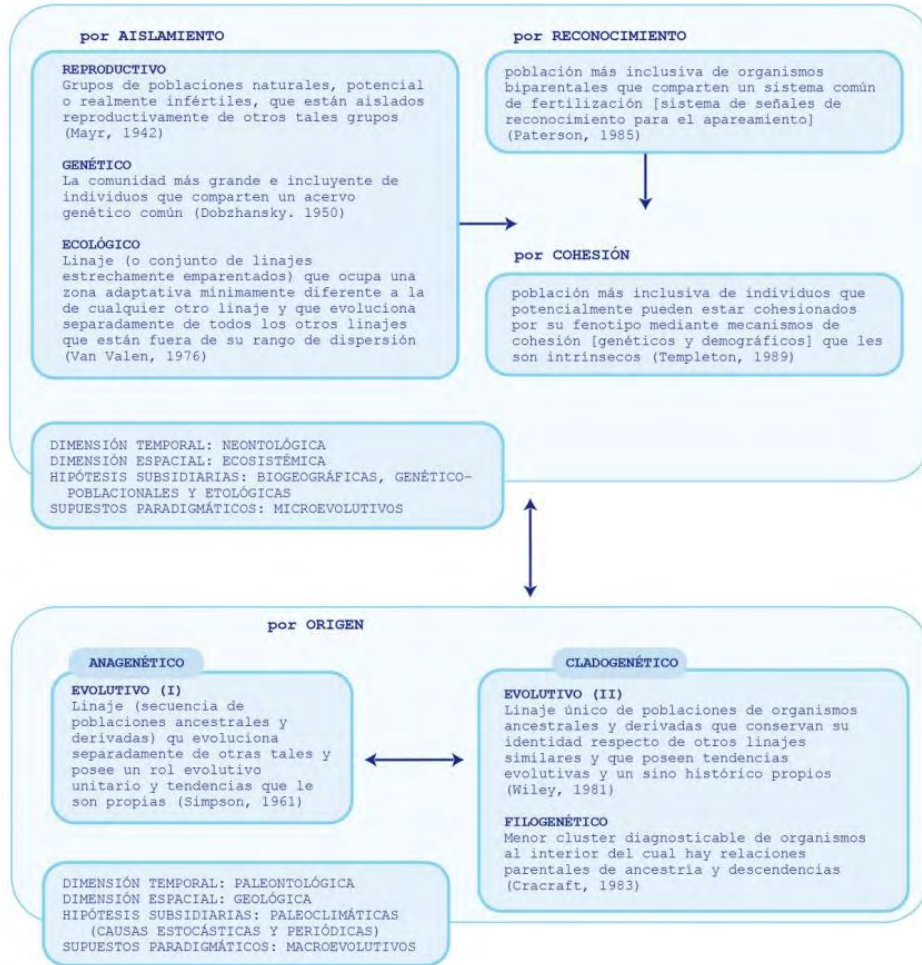 por AISLAMIENTO
REPRODUCTIVO
Grupos de poblaciones naturales, potencial
o realmente infértiles, que están aislados
reproductivamente de otros tales grupos
(Mayr, 1942)
GENÉTICO
La comunidad más grande e incluyente de
individuos que comparten un acervo
genético común (Dobzhansky. 1950)
ECOLÓGICO
Linaje (o conjunto de linajes
estrechamente emparentados) que ocupa una
zona adaptativa mínimamente diferente a la
de cualquier otro linaje y que evoluciona
separadamente de todos los otros linajes
que están fuera de su rango de dispersión
(Van Valen, 1976)
por RECONOCIMIENTO
población más inclusiva de organismos
biparentales que comparten un sistema común
de fertilización [sistema de señales de
reconocimiento para el apareamiento]
(Paterson, 1985)
por COHESIÓN
población más inclusiva de individuos que
potencialmente pueden estar cohesionados
por su fenotipo mediante mecanismos de
cohesión [genéticos y demográficos] que les
son intrínsecos (Templeton, 1989)
DIMENSIÓN TEMPORAL: NEONTOLÓGICA
DIMENSIÓN ESPACIAL: ECOSISTÉMICA
HIPÓTESIS SUBSIDIARIAS: BIOGEOGRÁFICAS, GENÉTICO-
POBLACIONALES Y ETOLÓGICAS
SUPUESTOS PARADIGMÁTICOS: MICROEVOLUTIVOS
por ORIGEN
ANAGENÉTICO
EVOLUTIVO (I)
Linaje (secuencia de
poblaciones ancestrales y
derivadas) qu evoluciona
separadamente de otras tales y
posee un rol evolutivo
unitario y tendencias que le
son propias (Simpson, 1961)
CLADOGENÉTICO
EVOLUTIVO (II)
Linaje único de poblaciones de organismos
ancestrales y derivadas que conservan su
identidad respecto de otros linajes
similares y que poseen tendencias
evolutivas y un sino histórico propios
(Wiley, 1981)
FILOGENÉTICO
Menor cluster diagnosticable de organismos
al interior del cual hay relaciones
parentales de ancestría y descendencias
(Cracraft, 1983)
DIMENSIÓN TEMPORAL: PALEONTOLÓGICA
DIMENSIÓN ESPACIAL: GEOLÓGICA
HIPÓTESIS SUBSIDIARIAS: PALEOCLIMÁTICAS
(CAUSAS ESTOCÁSTICAS Y PERIÓDICAS)
SUPUESTOS PARADIGMÁTICOS: MACROEVOLUTIVOS